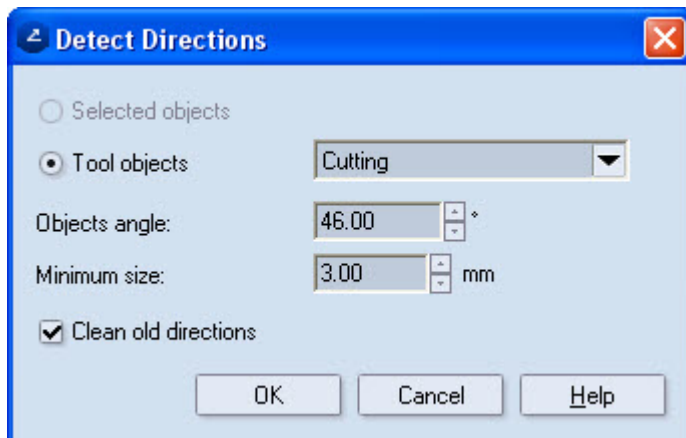 Detect Directions
Selected objects
Tool objects Cutting
Objects angle: 46.00 °
Minimum size: 3.00 mm
Clean old directions
OK Cancel Help